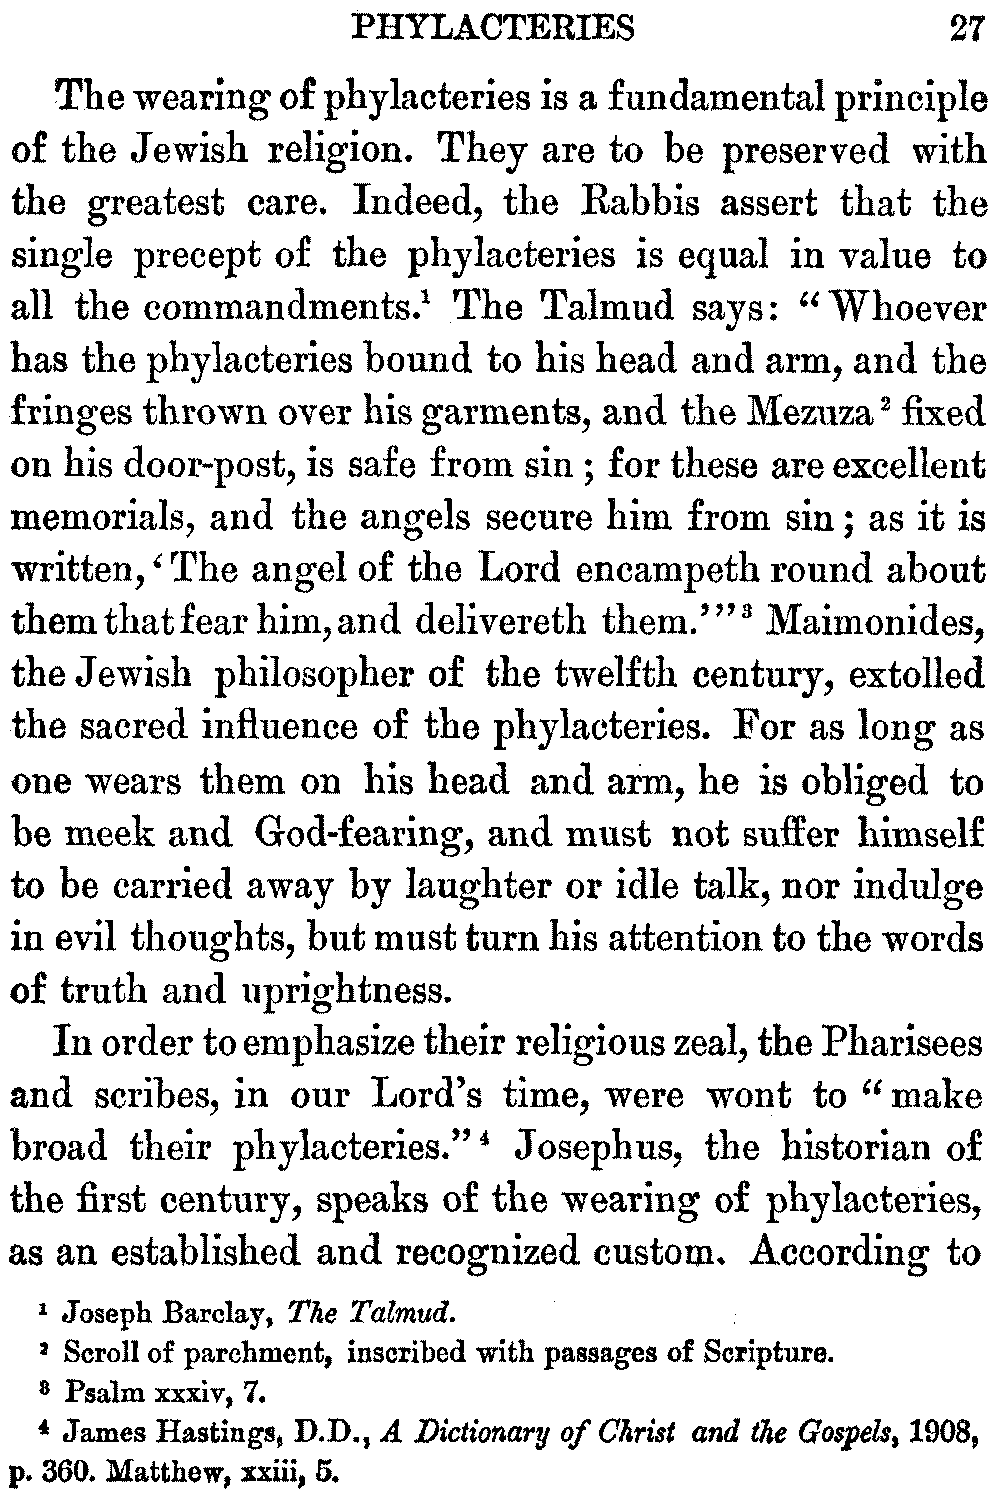 PHYLACTERIES 27
The wearing of phylacteries is a fundamental principle
of the Jewish religion. They are to be preserved with
the greatest care. Indeed, the Rabbis assert that the
single precept of the phylacteries is equal in value to
all the commandments.¹ The Talmud says: “Whoever
has the phylacteries bound to his head and arm, and the
fringes thrown over his garments, and the Mezuza² fixed
on his door-post, is safe from sin; for these are excellent
memorials, and the angels secure him from sin; as it is
written, ‘The angel of the Lord encampeth round about
them that fear him, and delivereth them.’”³ Maimonides,
the Jewish philosopher of the twelfth century, extolled
the sacred influence of the phylacteries. For as long as
one wears them on his head and arm, he is obliged to
be meek and God-fearing, and must not suffer himself
to be carried away by laughter or idle talk, nor indulge
in evil thoughts, but must turn his attention to the words
of truth and uprightness.
In order to emphasize their religious zeal, the Pharisees
and scribes, in our Lord’s time, were wont to “make
broad their phylacteries.”⁴ Josephus, the historian of
the first century, speaks of the wearing of phylacteries,
as an established and recognized custom. According to
¹ Joseph Barclay, The Talmud.
² Scroll of parchment, inscribed with passages of Scripture.
³ Psalm xxxiv, 7.
⁴ James Hastings, D.D., A Dictionary of Christ and the Gospels, 1908,
p. 360. Matthew, xxiii, 5.